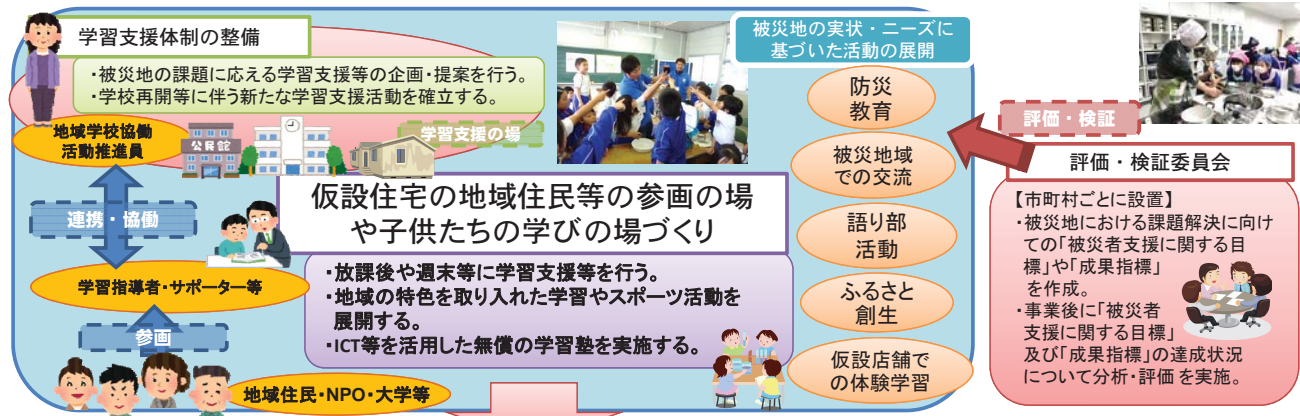 学習支援体制の整備
・被災地の課題に応える学習支援等の企画・提案を行う。
・学校再開等に伴う新たな学習支援活動を確立する。
地域学校協働
活動推進員
公民館
学習支援の場
連携・協働
学習指導者・サポーター等
参画
地域住民・NPO・大学等
仮設住宅の地域住民等の参画の場
や子供たちの学びの場づくり
・放課後や週末等に学習支援等を行う。
・地域の特色を取り入れた学習やスポーツ活動を
展開する。
・ICT等を活用した無償の学習塾を実施する。
被災地の実状・ニーズに
基づいた活動の展開
防災
教育
被災地域
での交流
語り部
活動
ふるさと
創生
仮設店舗で
の体験学習
評価・検証
評価・検証委員会
【市町村ごとに設置】
・被災地における課題解決に向け
ての「被災者支援に関する目
標」や「成果指標」
を作成。
・事業後に「被災者
支援に関する目標」
及び「成果指標」の達成状況
について分析・評価を実施。